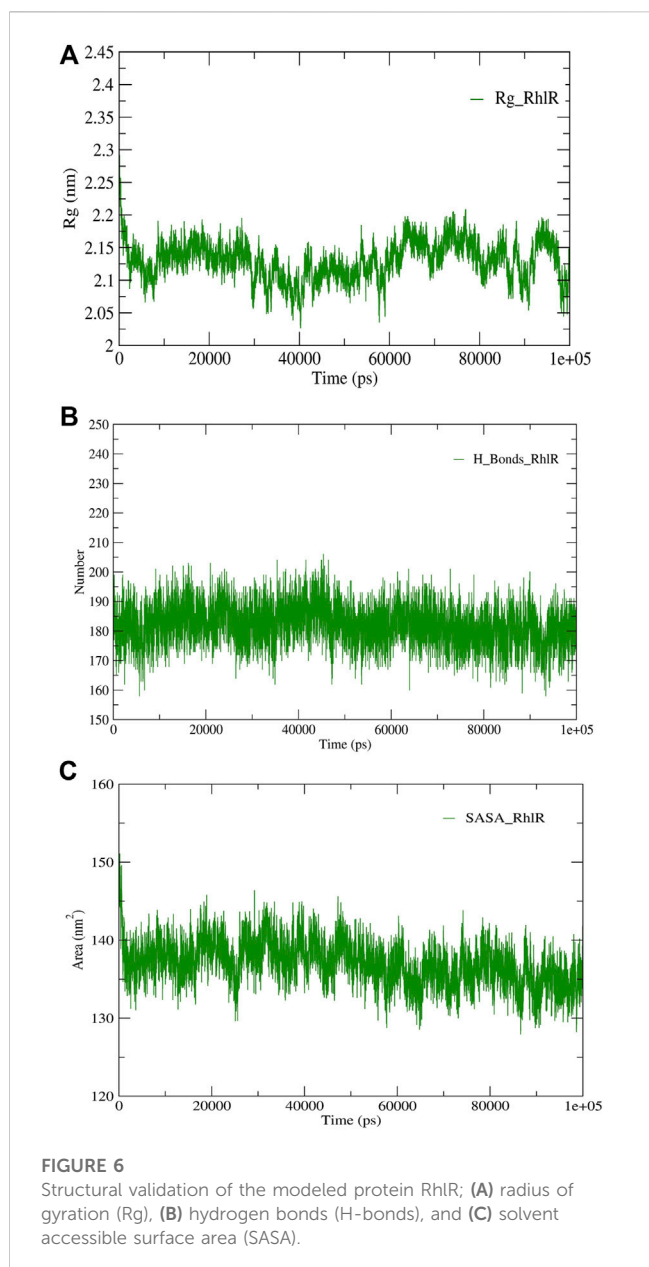 A
2.45
2.4
2.35
2.3
2.25
2.2
2.15
2.1
2.05
2
Rg (nm)
Rg_RhlR
0 20000 40000 60000 80000 1e+05
Time (ps)
B
250
240
230
220
210
200
190
180
170
160
150
Number
H_Bonds_RhlR
0 20000 40000 60000 80000 1e+05
Time (ps)
C
160
150
140
130
120
Area (nm²)
SASA_RhlR
0 20000 40000 60000 80000 1e+05
Time (ps)
FIGURE 6
Structural validation of the modeled protein RhlR; (A) radius of
gyration (Rg), (B) hydrogen bonds (H-bonds), and (C) solvent
accessible surface area (SASA).